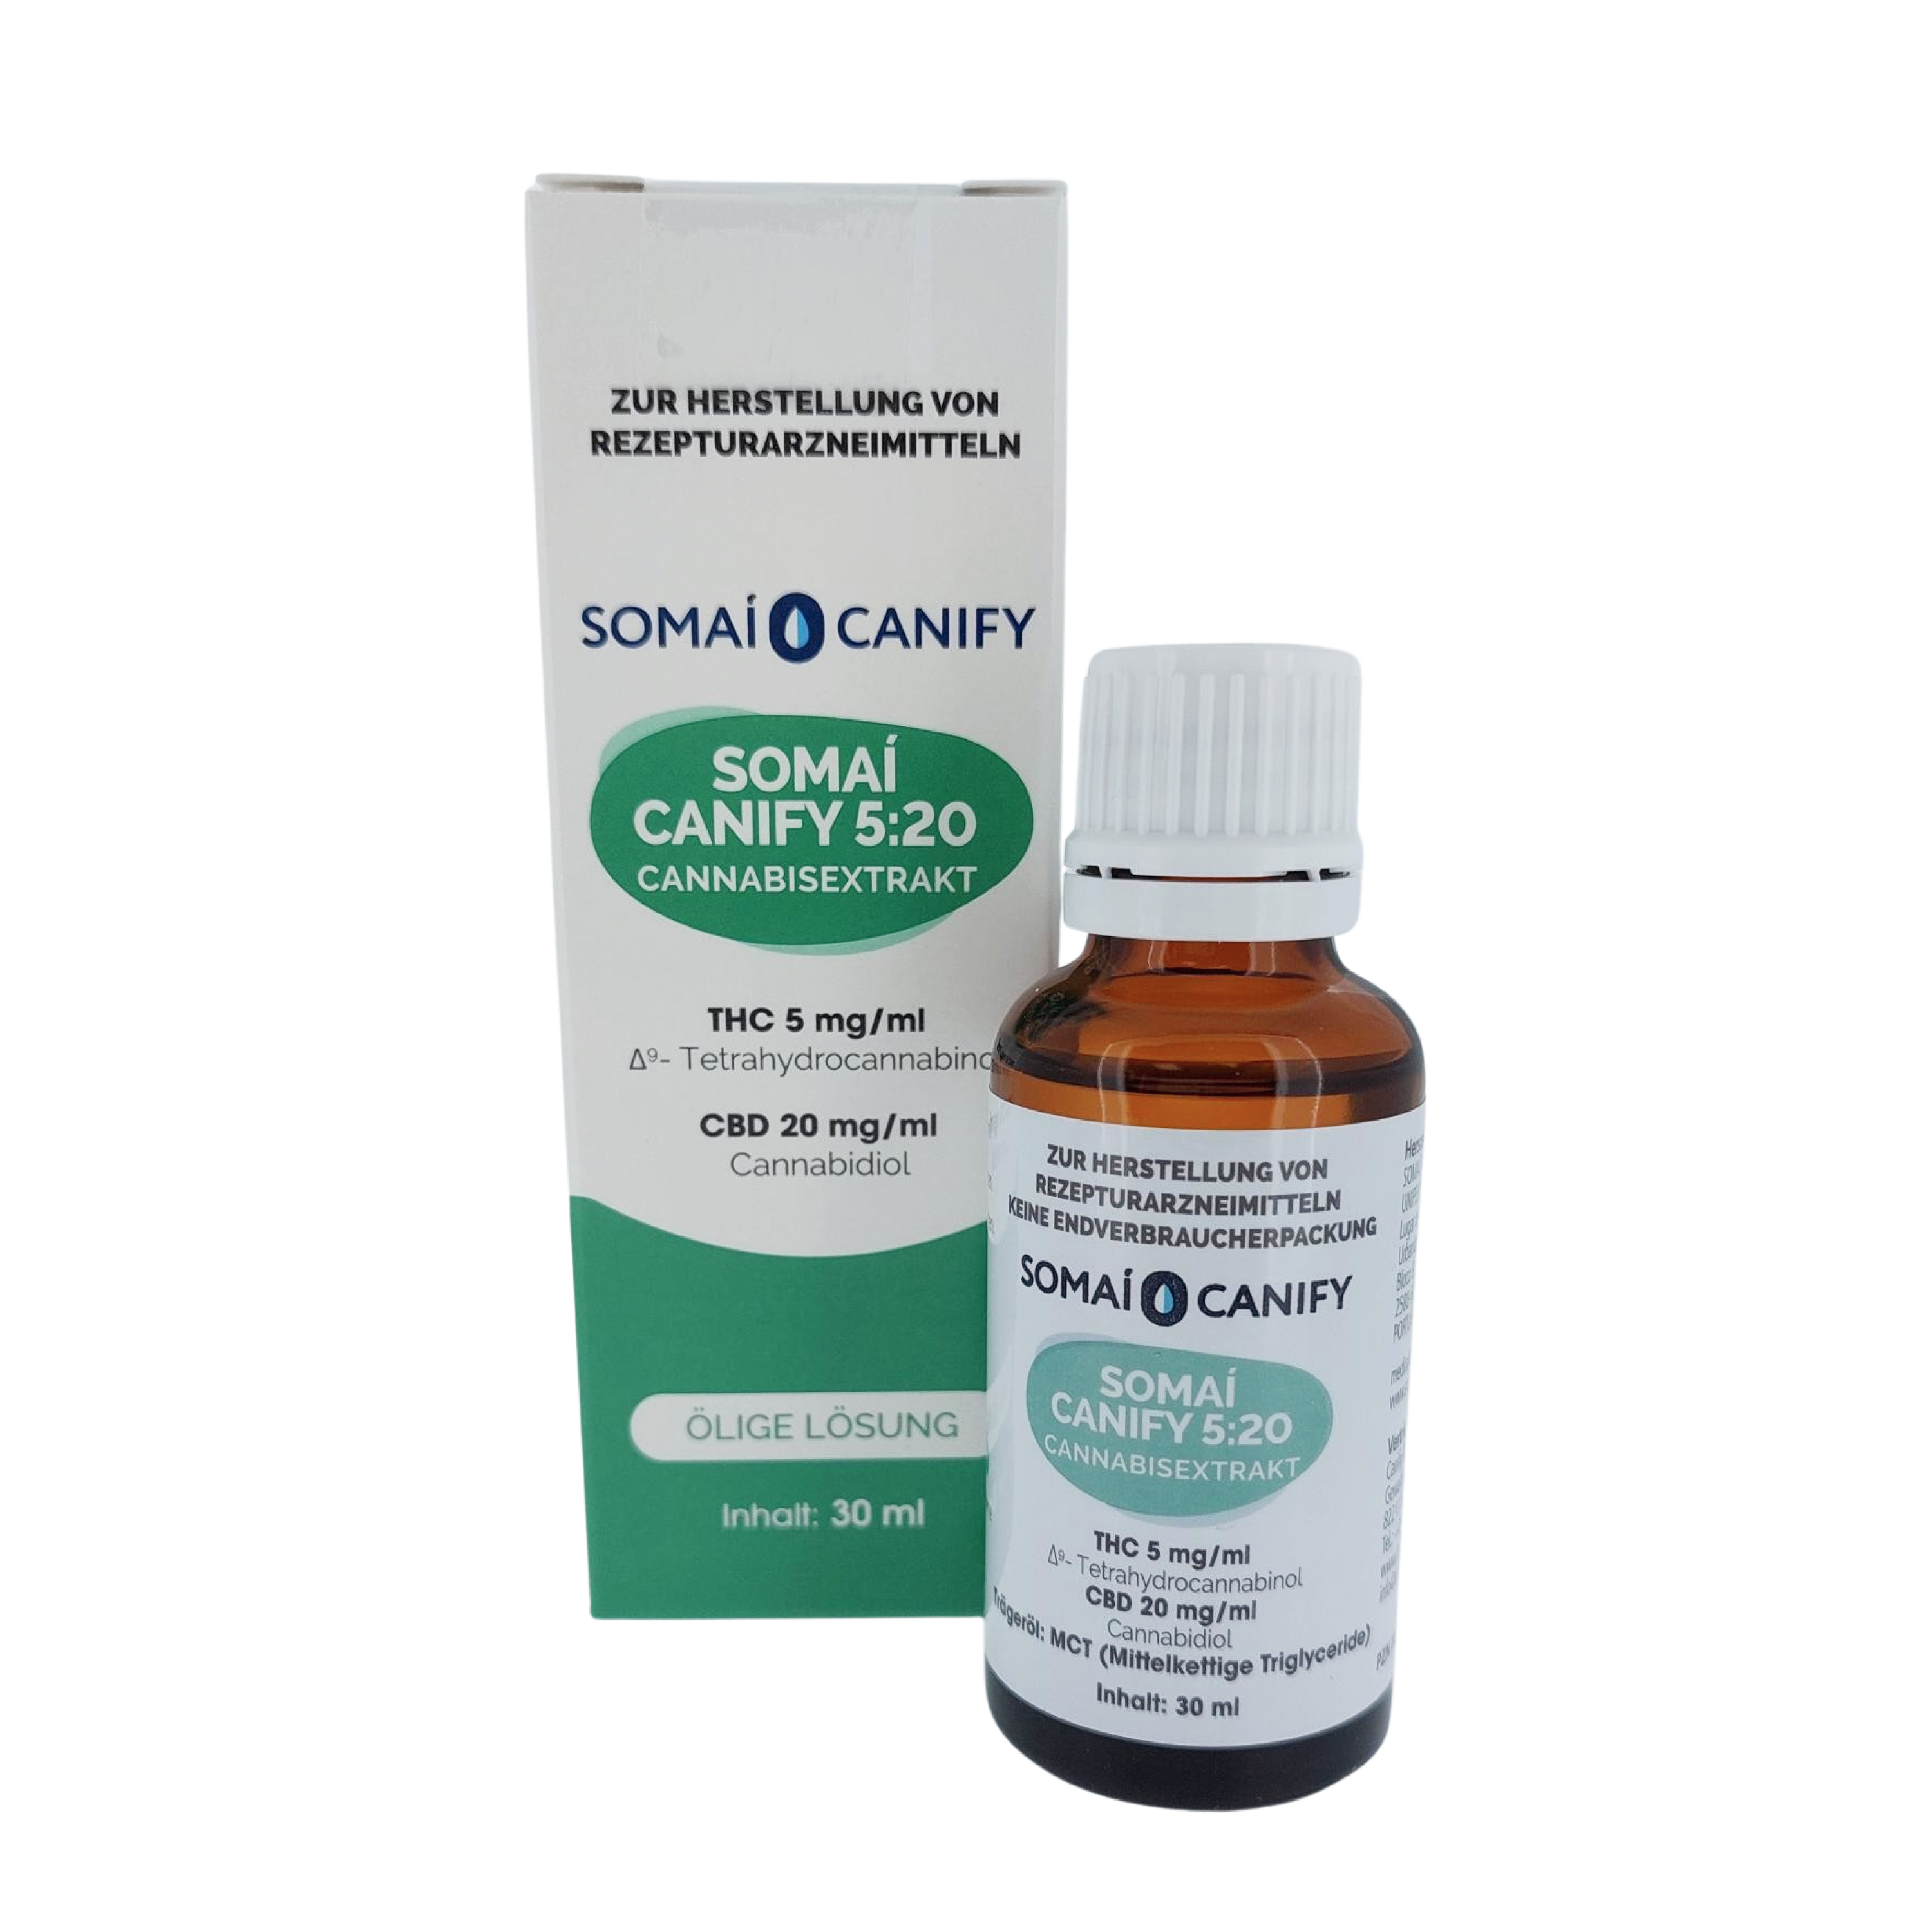 ZUR HERSTELLUNG VON
REZEPTURARZNEIMITTELN
SOMAÍ CANIFY
SOMAÍ
CANIFY 5:20
CANNABISEXTRAKT
THC 5 mg/ml
Δ⁹- Tetrahydrocannabino
CBD 20 mg/ml
Cannabidiol
ÖLIGE LÖSUNG
Inhalt: 30 ml
ZUR HERSTELLUNG VON
REZEPTURARZNEIMITTELN
KEINE ENDVERBRAUCHERPACKUNG
SOMAÍ CANIFY
SOMAÍ
CANIFY 5:20
CANNABISEXTRAKT
THC 5 mg/ml
Δ⁹- Tetrahydrocannabinol
CBD 20 mg/ml
Cannabidiol
Trägeröl: MCT (Mittelkettige Triglyceride)
Inhalt: 30 ml